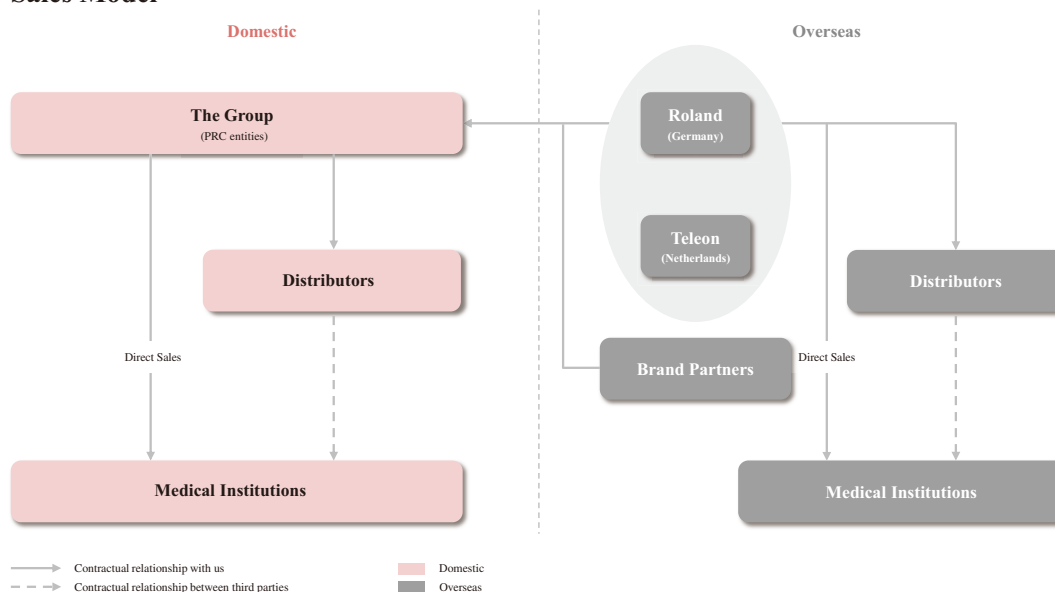 Sales Model
Domestic
Overseas
The Group
(PRC entities)
Roland
(Germany)
Teleon
(Netherlands)
Distributors
Distributors
Direct Sales
Brand Partners
Direct Sales
Medical Institutions
Medical Institutions
Contractual relationship with us
Domestic
Contractual relationship between third parties
Overseas